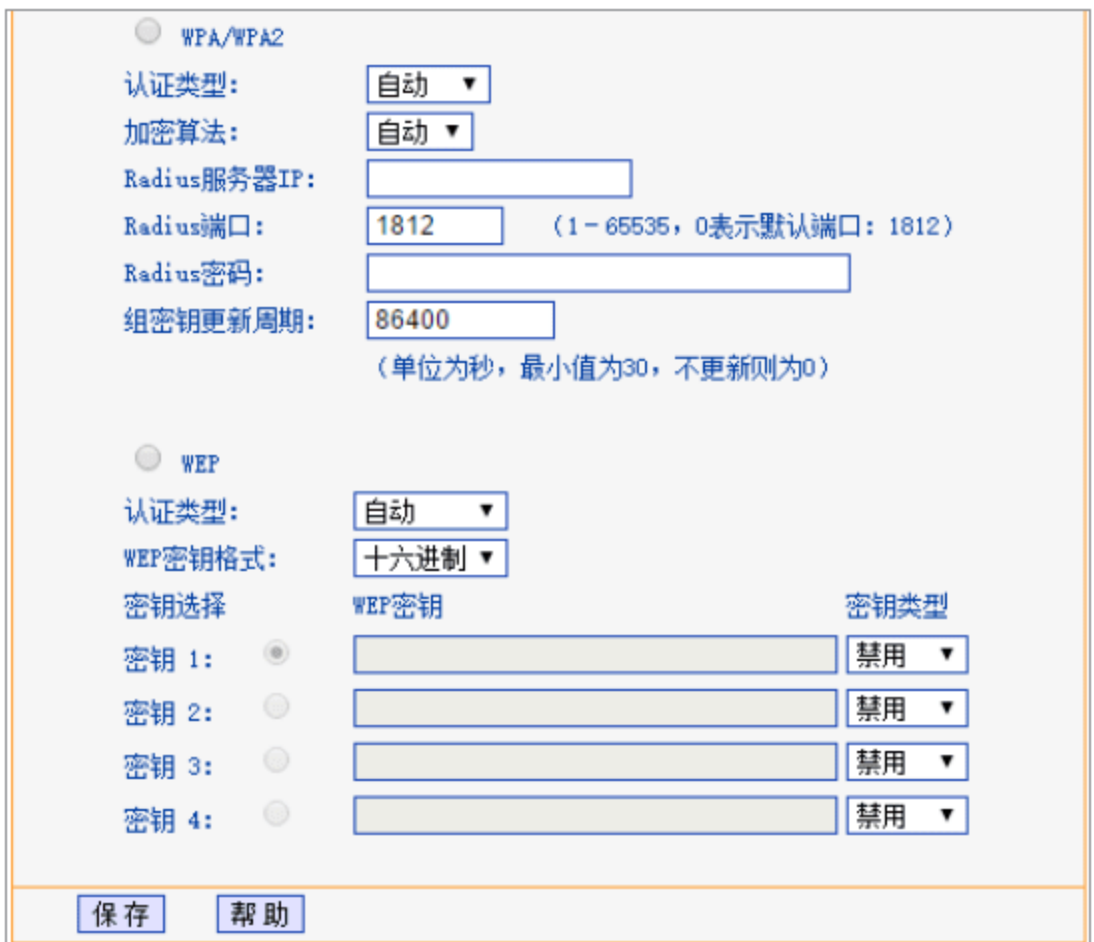 WPA/WPA2
认证类型: 自动
加密算法: 自动
Radius服务器IP:
Radius端口: 1812 (1-65535,0表示默认端口: 1812)
Radius密码:
组密钥更新周期: 86400
(单位为秒,最小值为30,不更新则为0)
WEP
认证类型: 自动
WEP密钥格式: 十六进制
密钥选择 WEP密钥 密钥类型
密钥 1: 禁用
密钥 2: 禁用
密钥 3: 禁用
密钥 4: 禁用
保存 帮助